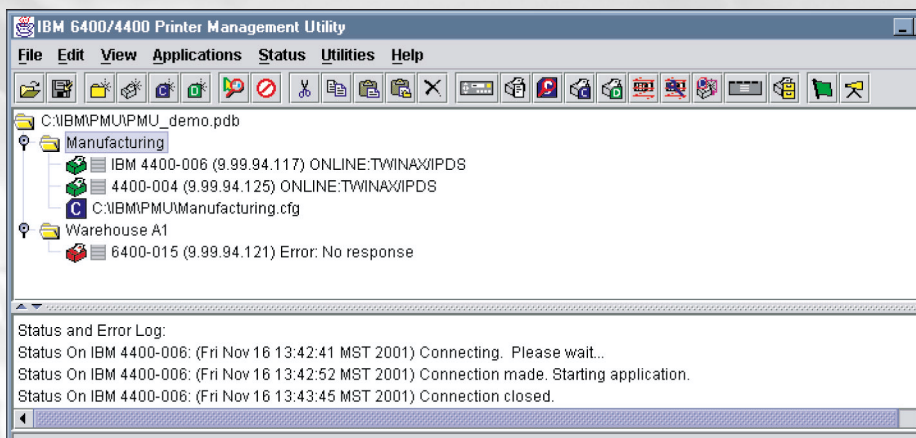 IBM 6400/4400 Printer Management Utility
File Edit View Applications Status Utilities Help
C:\IBM\PMU\PMU_demo.pdb
Manufacturing
IBM 4400-006 (9.99.94.117) ONLINE:TWINAX/IPDS
4400-004 (9.99.94.125) ONLINE:TWINAX/IPDS
C C:\IBM\PMU\Manufacturing.cfg
Warehouse A1
6400-015 (9.99.94.121) Error: No response
Status and Error Log:
Status On IBM 4400-006: (Fri Nov 16 13:42:41 MST 2001) Connecting. Please wait...
Status On IBM 4400-006: (Fri Nov 16 13:42:52 MST 2001) Connection made. Starting application.
Status On IBM 4400-006: (Fri Nov 16 13:43:45 MST 2001) Connection closed.